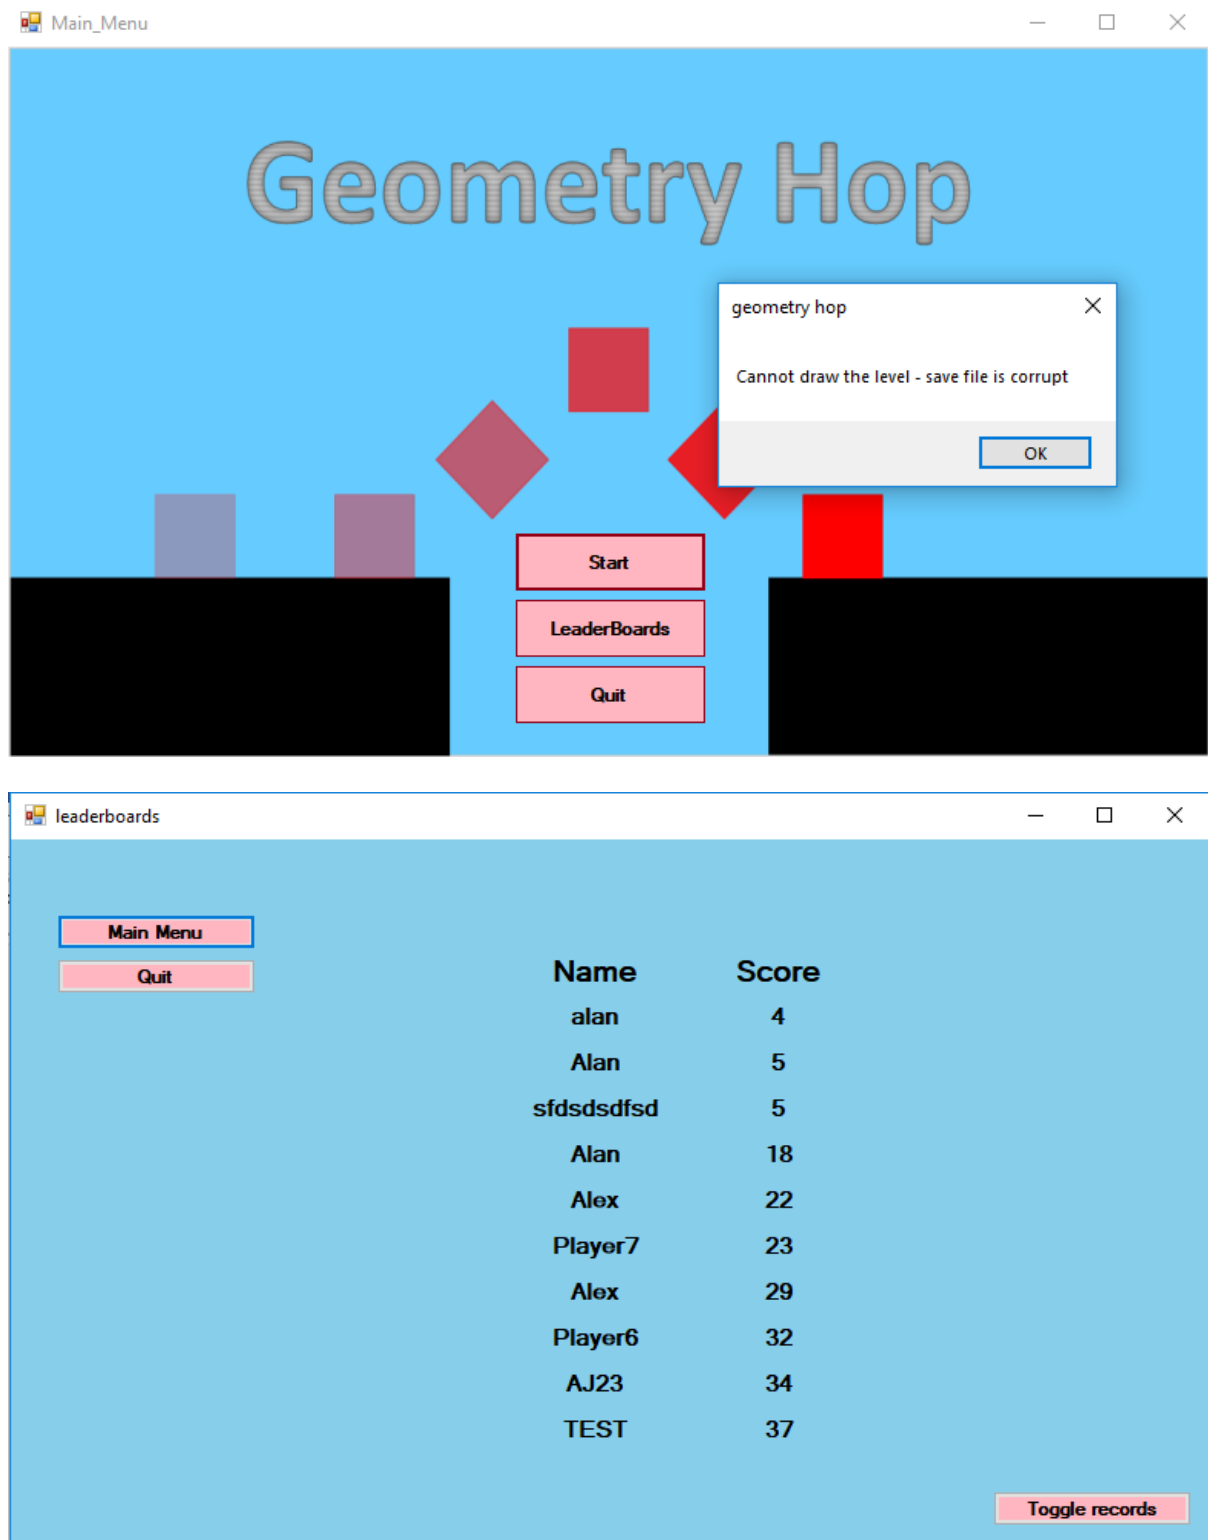 Main_Menu
Geometry Hop
geometry hop
Cannot draw the level - save file is corrupt
OK
Start
LeaderBoards
Quit
leaderboards
Main Menu
Quit
Name Score
alan 4
Alan 5
sfdsdsdfsd 5
Alan 18
Alex 22
Player7 23
Alex 29
Player6 32
AJ23 34
TEST 37
Toggle records